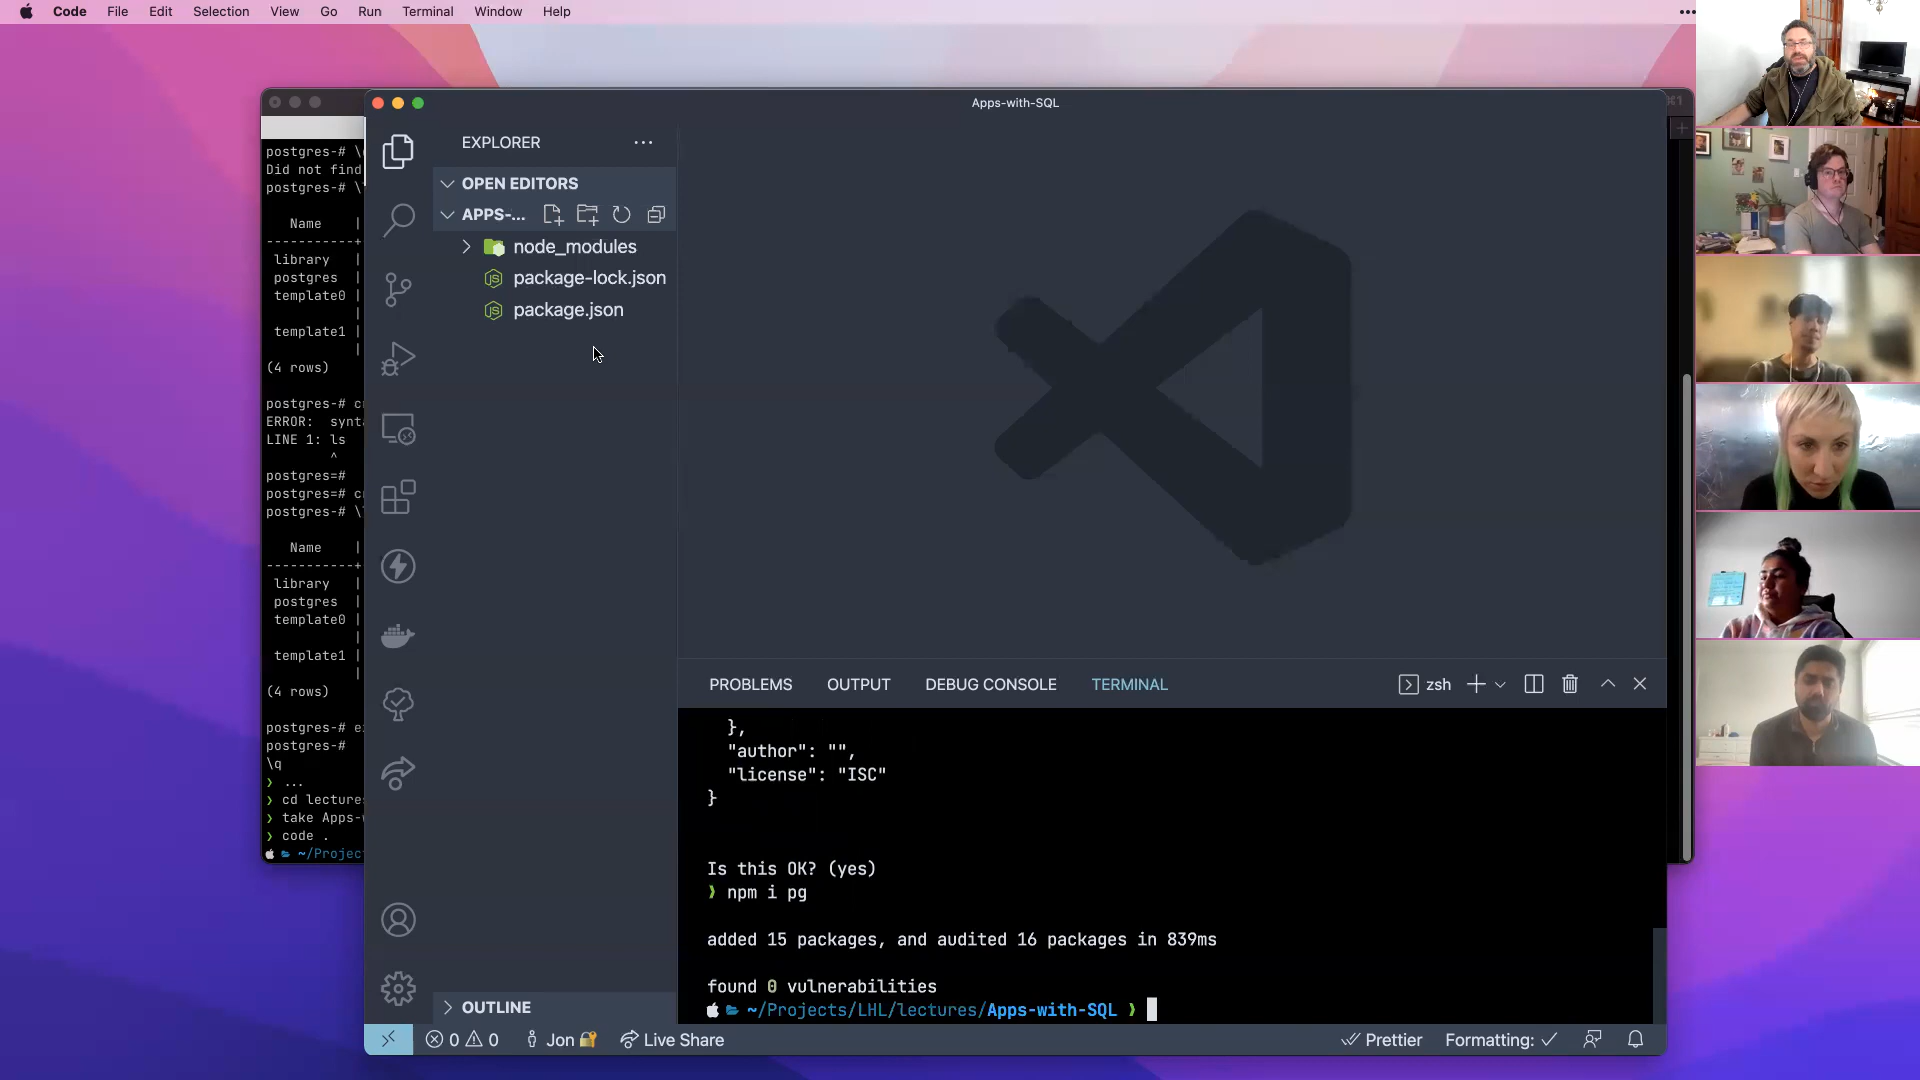 Code File Edit Selection View Go Run Terminal Window Help
Apps-with-SQL
⌘1
postgres-# \
Did not find
postgres-# \
Name |
-----------+
library |
postgres |
template0 |
|
template1 |
|
(4 rows)
postgres-# c
ERROR: synt
LINE 1: ls
^
postgres=#
postgres=# c
postgres-# \
Name |
-----------+
library |
postgres |
template0 |
|
template1 |
|
(4 rows)
postgres-# e
postgres-#
\q
❯ ...
❯ cd lecture
❯ take Apps-
❯ code .
~/Projec
EXPLORER ...
OPEN EDITORS
APPS-...
node_modules
package-lock.json
package.json
OUTLINE
PROBLEMS OUTPUT DEBUG CONSOLE TERMINAL zsh
},
"author": "",
"license": "ISC"
}
Is this OK? (yes)
❯ npm i pg
added 15 packages, and audited 16 packages in 839ms
found 0 vulnerabilities
~/Projects/LHL/lectures/Apps-with-SQL ❯
0 0 Jon Live Share Prettier Formatting: ✓